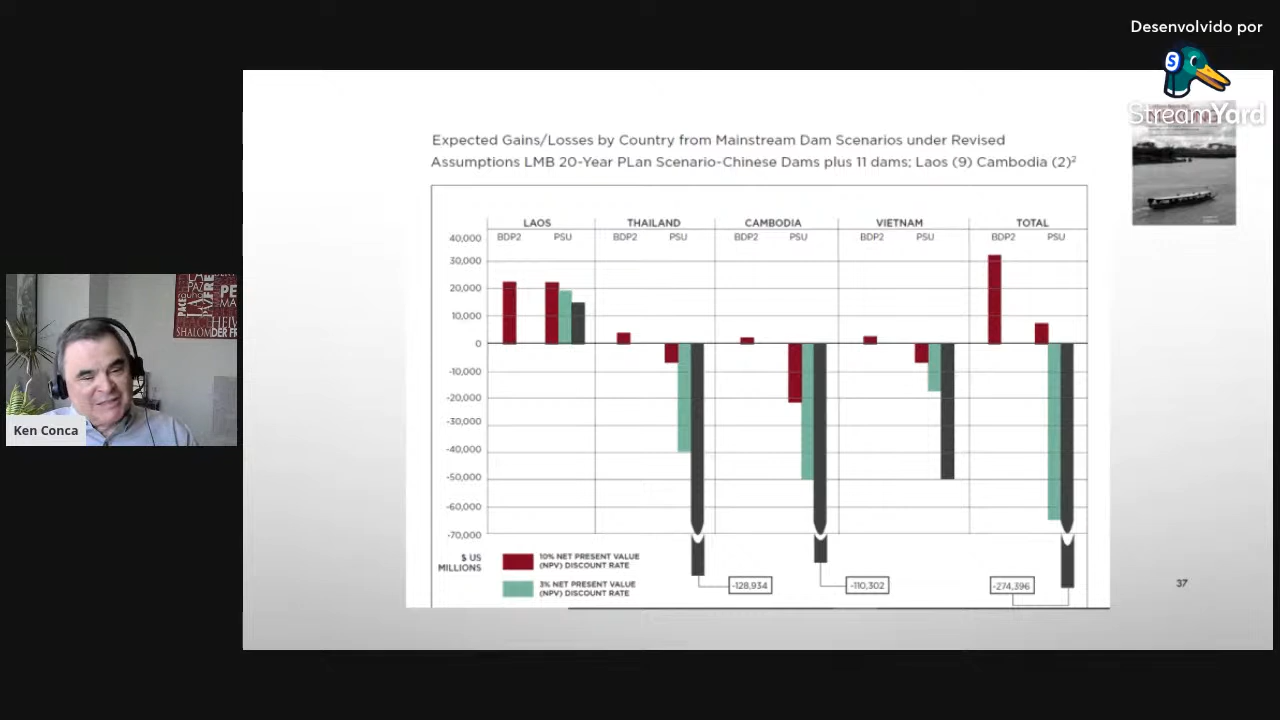 Desenvolvido por
StreamYard
Expected Gains/Losses by Country from Mainstream Dam Scenarios under Revised
Assumptions LMB 20-Year PLan Scenario-Chinese Dams plus 11 dams; Laos (9) Cambodia (2)²
LAOS THAILAND CAMBODIA VIETNAM TOTAL
BDP2 PSU BDP2 PSU BDP2 PSU BDP2 PSU BDP2 PSU
40,000
30,000
20,000
10,000
0
-10,000
-20,000
-30,000
-40,000
-50,000
-60,000
-70,000
$ US
MILLIONS
10% NET PRESENT VALUE
(NPV) DISCOUNT RATE
3% NET PRESENT VALUE
(NPV) DISCOUNT RATE
-128,934
-110,302
-274,396
37
PACE
SHALOM
Ken Conca